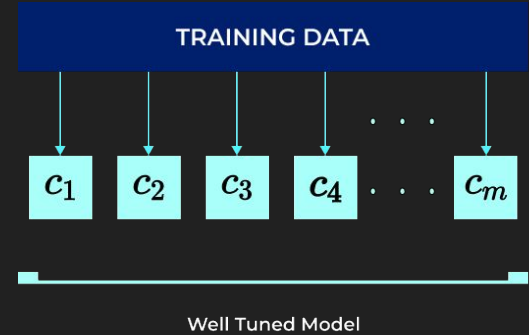 TRAINING DATA
. . .
c1 c2 c3 c4 . . . cm
Well Tuned Model